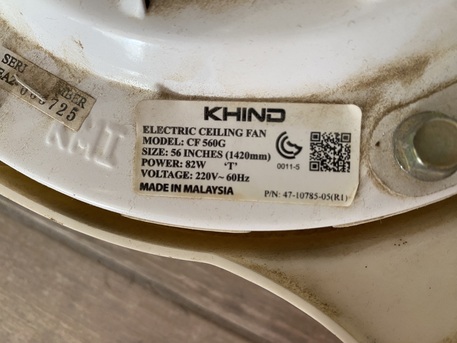 KHIND
ELECTRIC CEILING FAN
MODEL: CF 560G
SIZE: 56 INCHES (1420mm)
POWER: 82W 'T'
VOLTAGE: 220V~ 60Hz
MADE IN MALAYSIA
0011-5
P/N: 47-10785-05(R1)
KMI